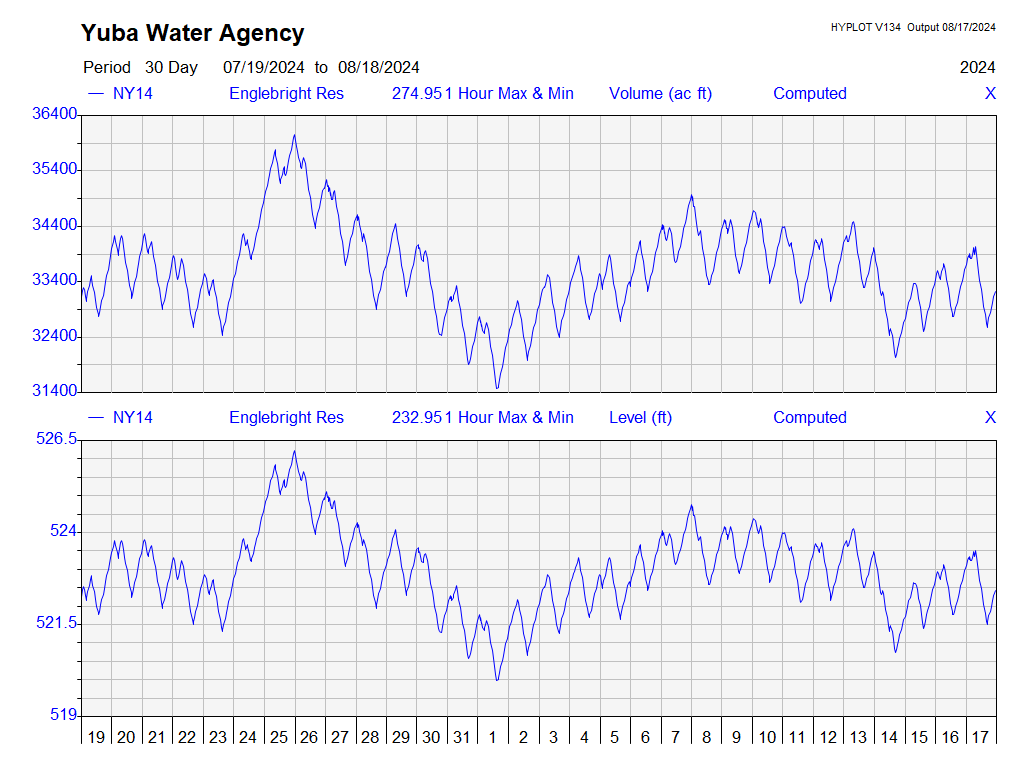 Yuba Water Agency
HYPLOT V134 Output 08/17/2024
Period 30 Day 07/19/2024 to 08/18/2024 2024
NY14 Englebright Res 274.951 Hour Max & Min Volume (ac ft) Computed X
36400
35400
34400
33400
32400
31400
NY14 Englebright Res 232.951 Hour Max & Min Level (ft) Computed X
526.5
524
521.5
519
19 20 21 22 23 24 25 26 27 28 29 30 31 1 2 3 4 5 6 7 8 9 10 11 12 13 14 15 16 17